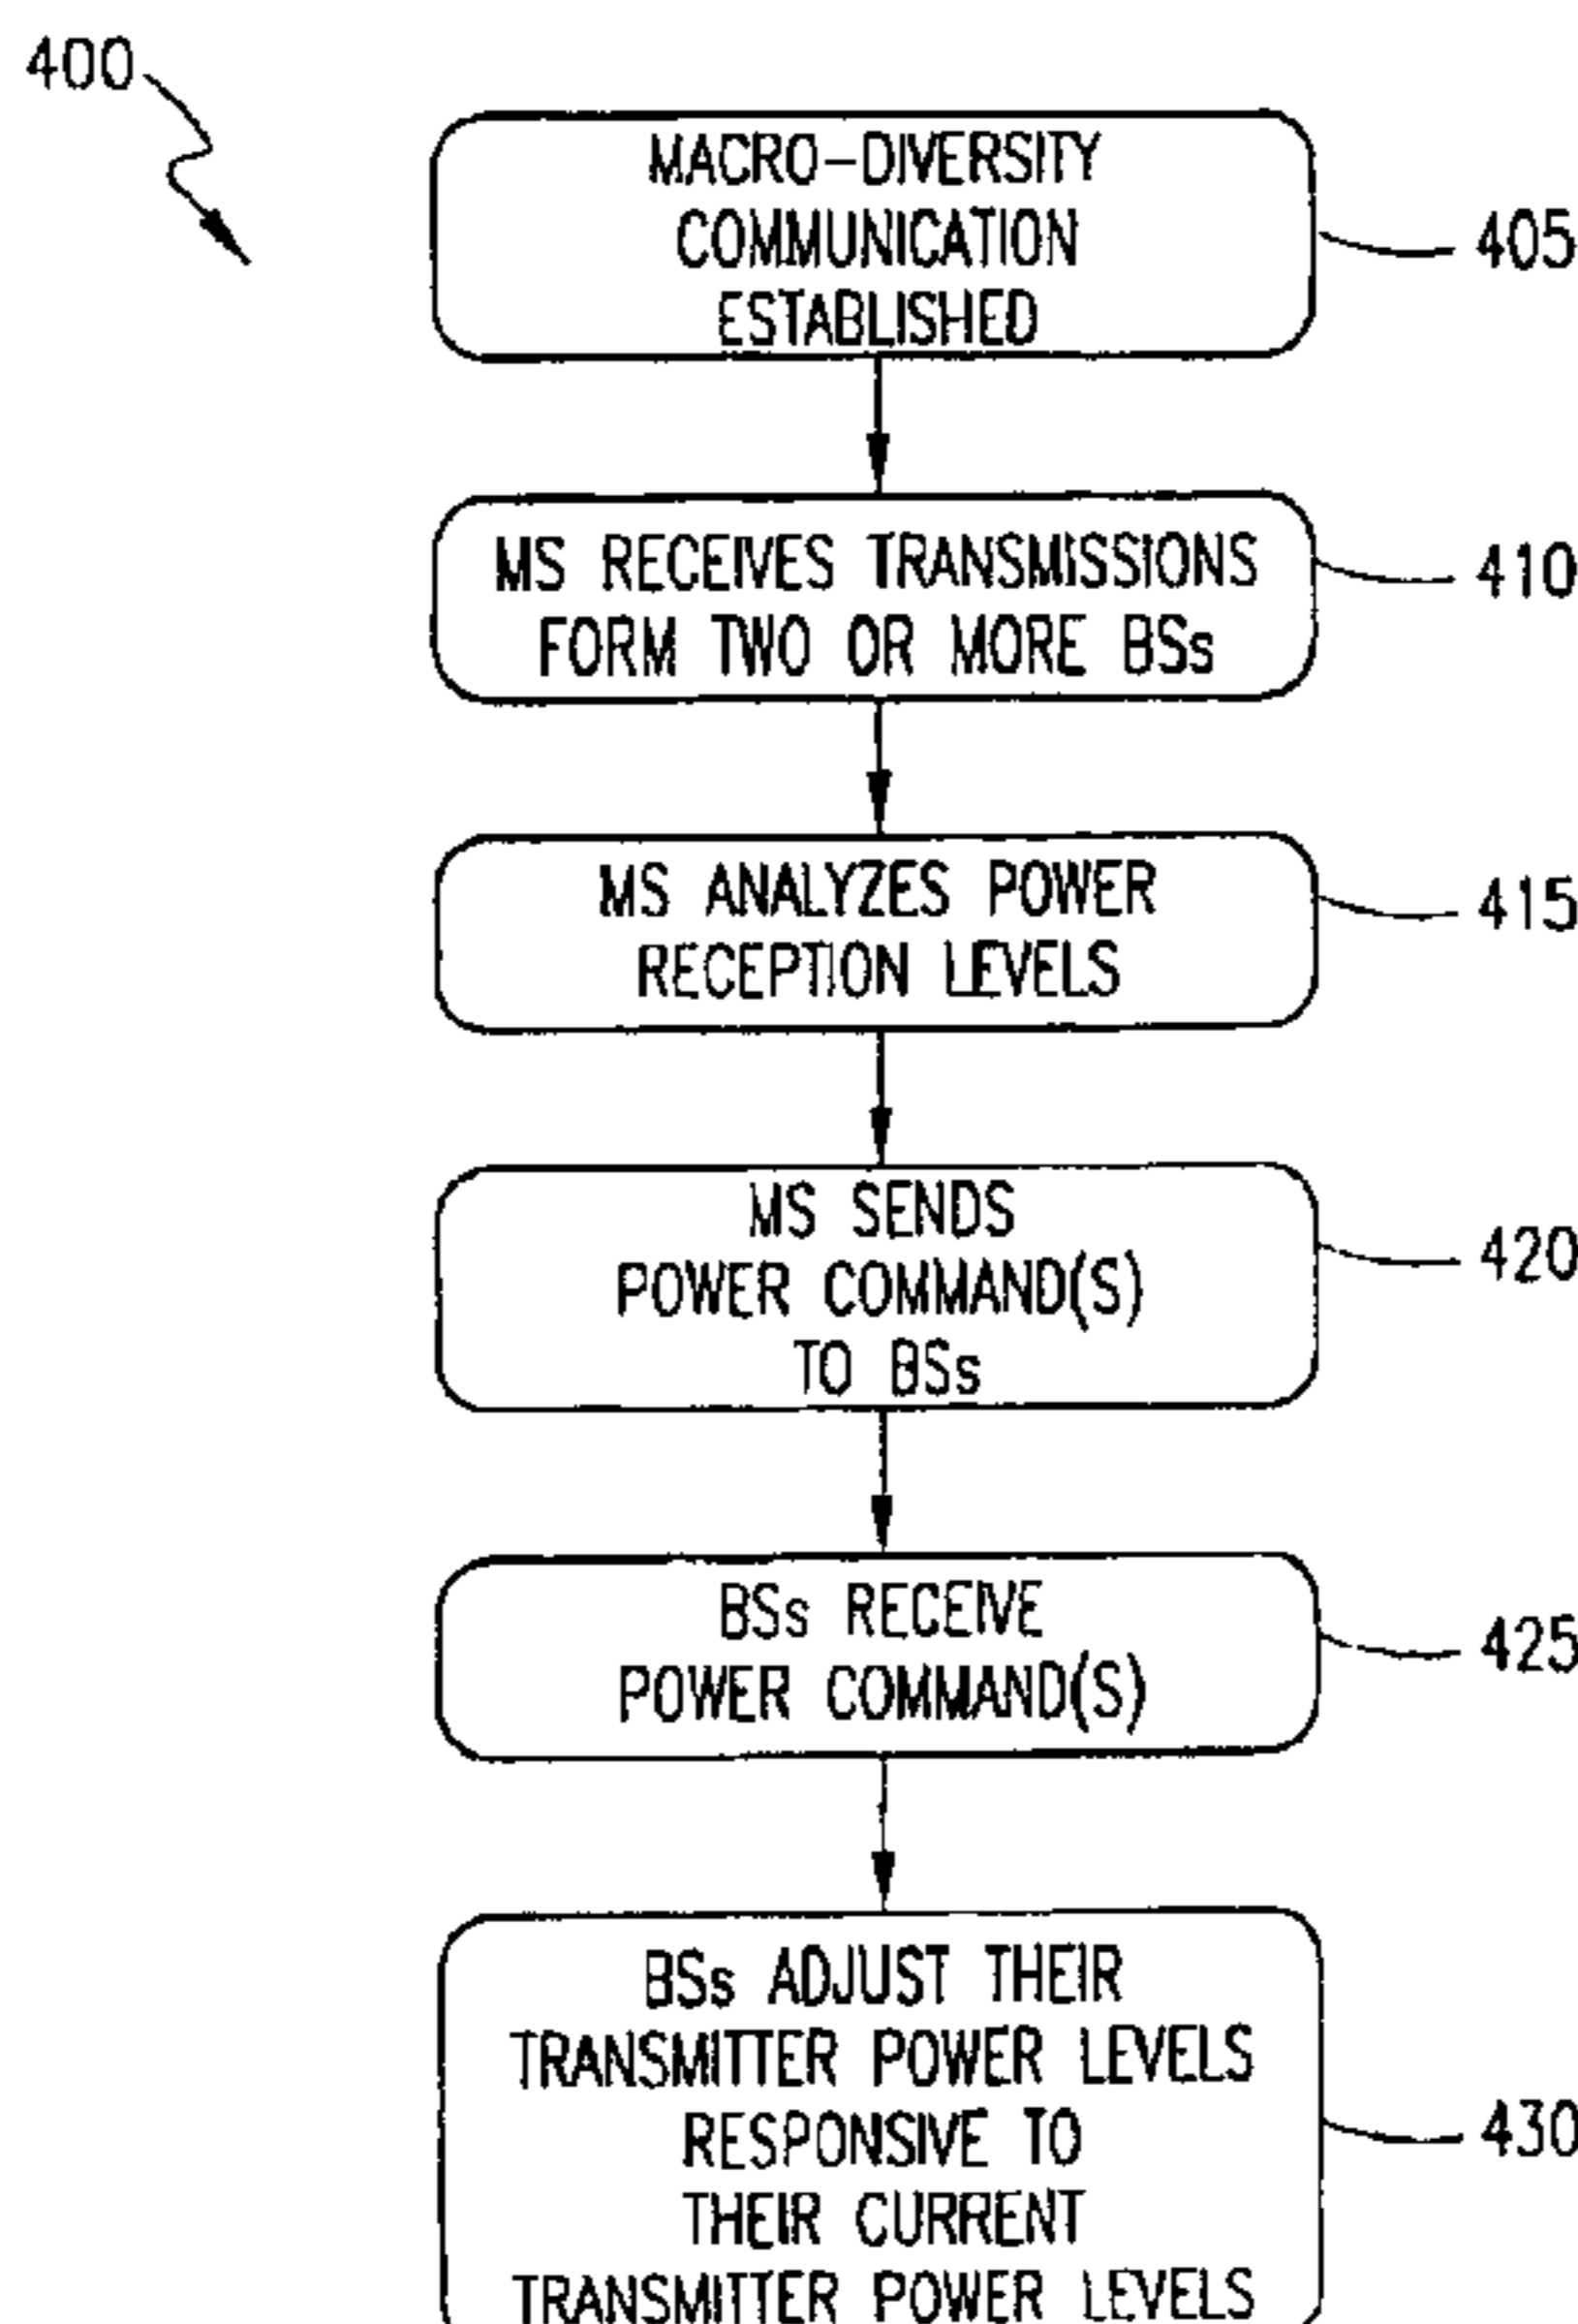 400
MACRO-DIVERSITY
COMMUNICATION
ESTABLISHED
405
MS RECEIVES TRANSMISSIONS
FORM TWO OR MORE BSs
410
MS ANALYZES POWER
RECEPTION LEVELS
415
MS SENDS
POWER COMMAND(S)
TO BSs
420
BSs RECEIVE
POWER COMMAND(S)
425
BSs ADJUST THEIR
TRANSMITTER POWER LEVELS
RESPONSIVE TO
THEIR CURRENT
TRANSMITTER POWER LEVELS
430